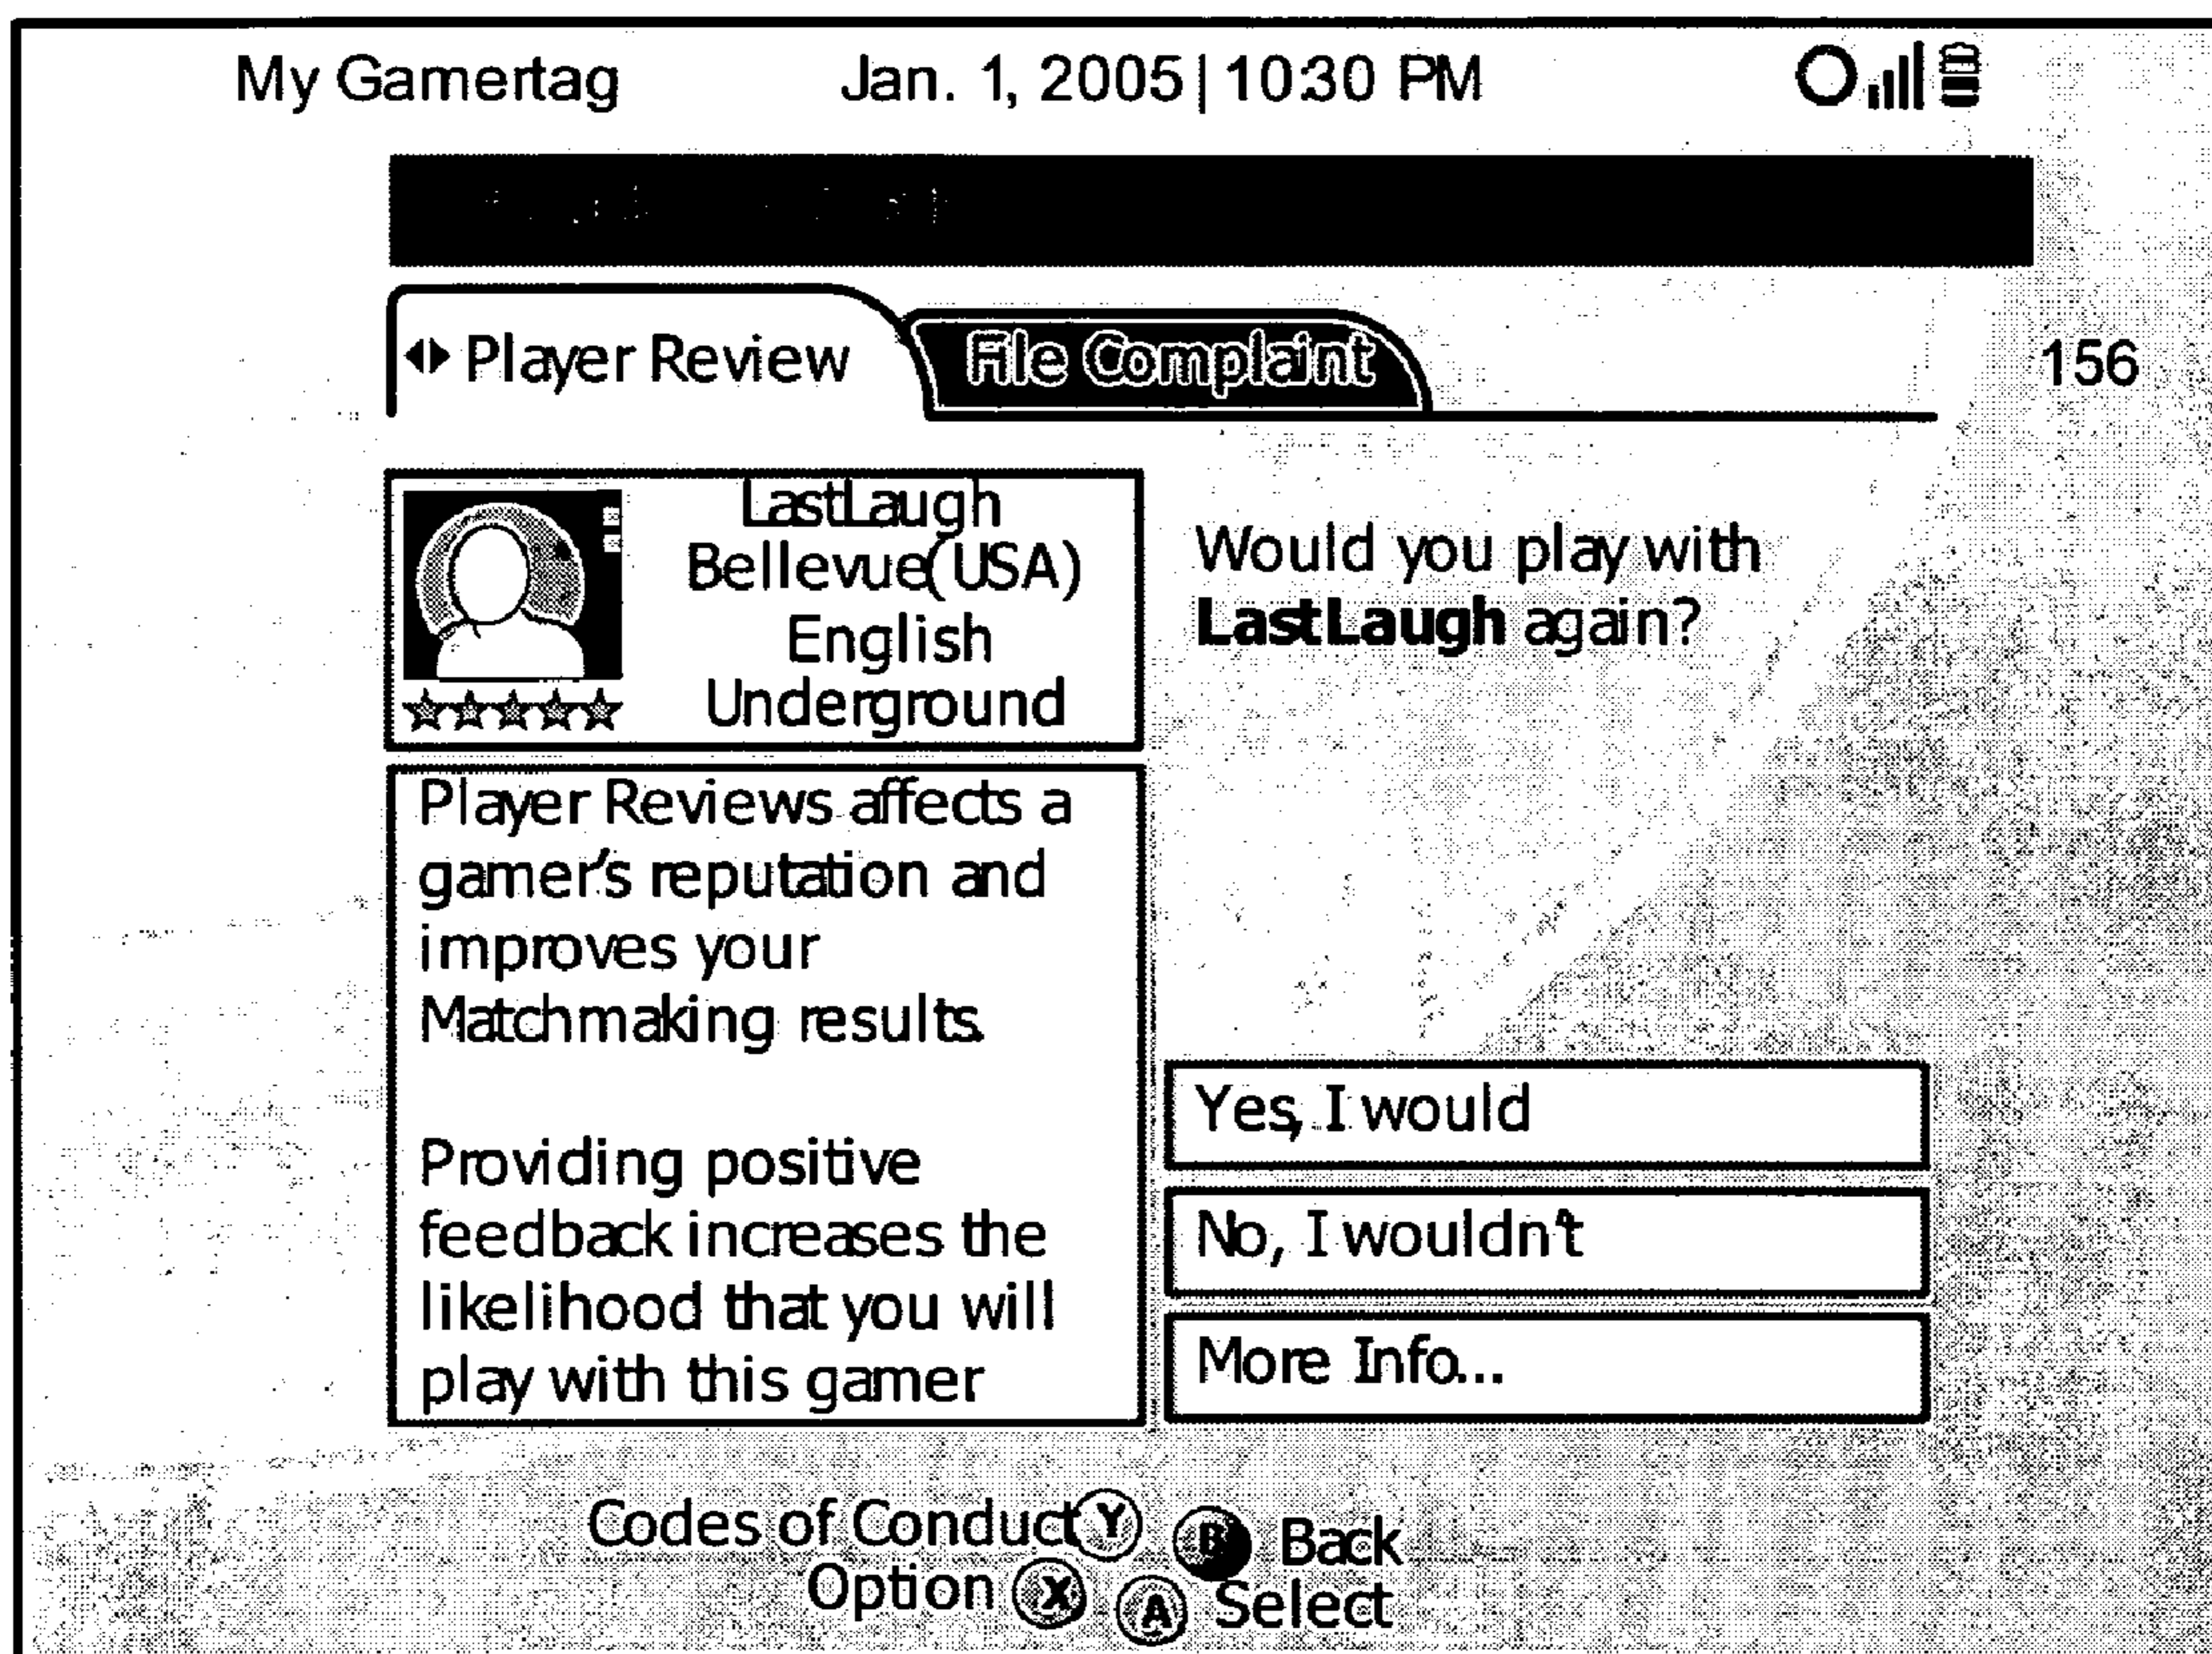 My Gamertag Jan. 1, 2005 | 10:30 PM
Player Review File Complaint
156
LastLaugh
Bellevue(USA)
English
Underground
Would you play with
LastLaugh again?
Player Reviews affects a
gamer's reputation and
improves your
Matchmaking results.
Providing positive
feedback increases the
likelihood that you will
play with this gamer
Yes, I would
No, I wouldn't
More Info...
Codes of Conduct Y B Back
Option X A Select